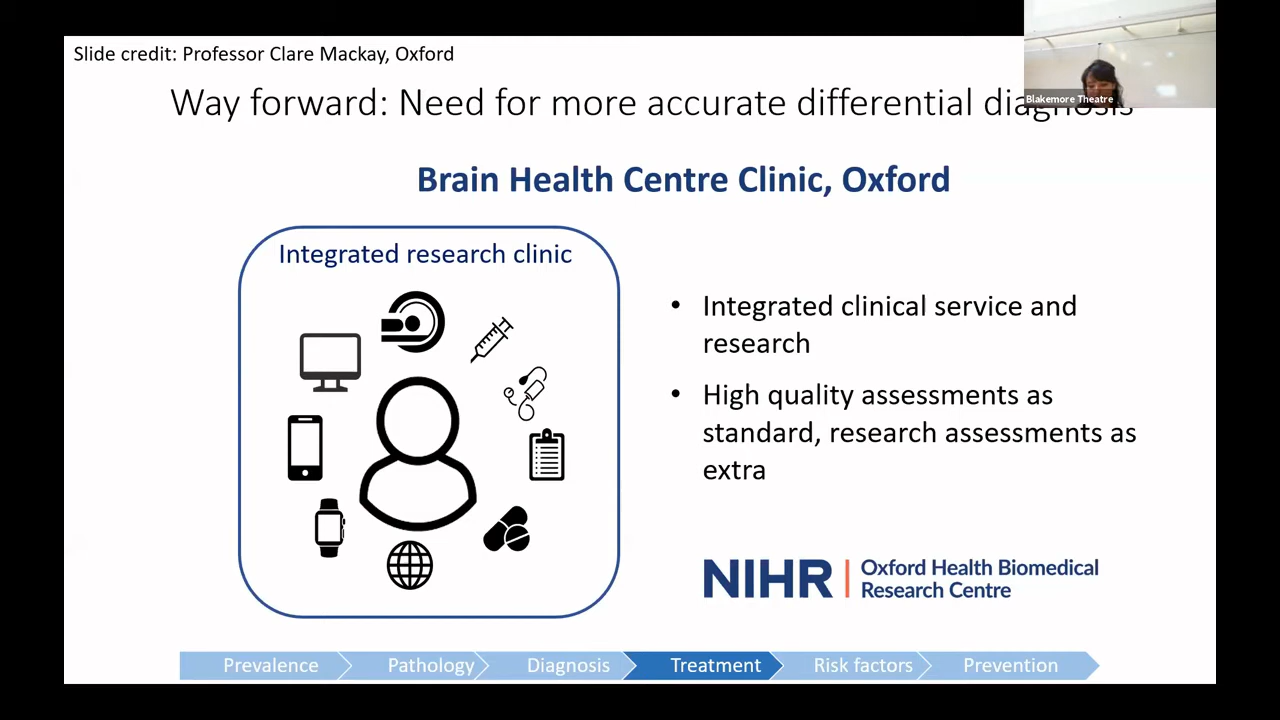 Slide credit: Professor Clare Mackay, Oxford
Blakemore Theatre
Way forward: Need for more accurate differential diagnosis
Brain Health Centre Clinic, Oxford
Integrated research clinic
• Integrated clinical service and
research
• High quality assessments as
standard, research assessments as
extra
NIHR | Oxford Health Biomedical
Research Centre
Prevalence Pathology Diagnosis Treatment Risk factors Prevention